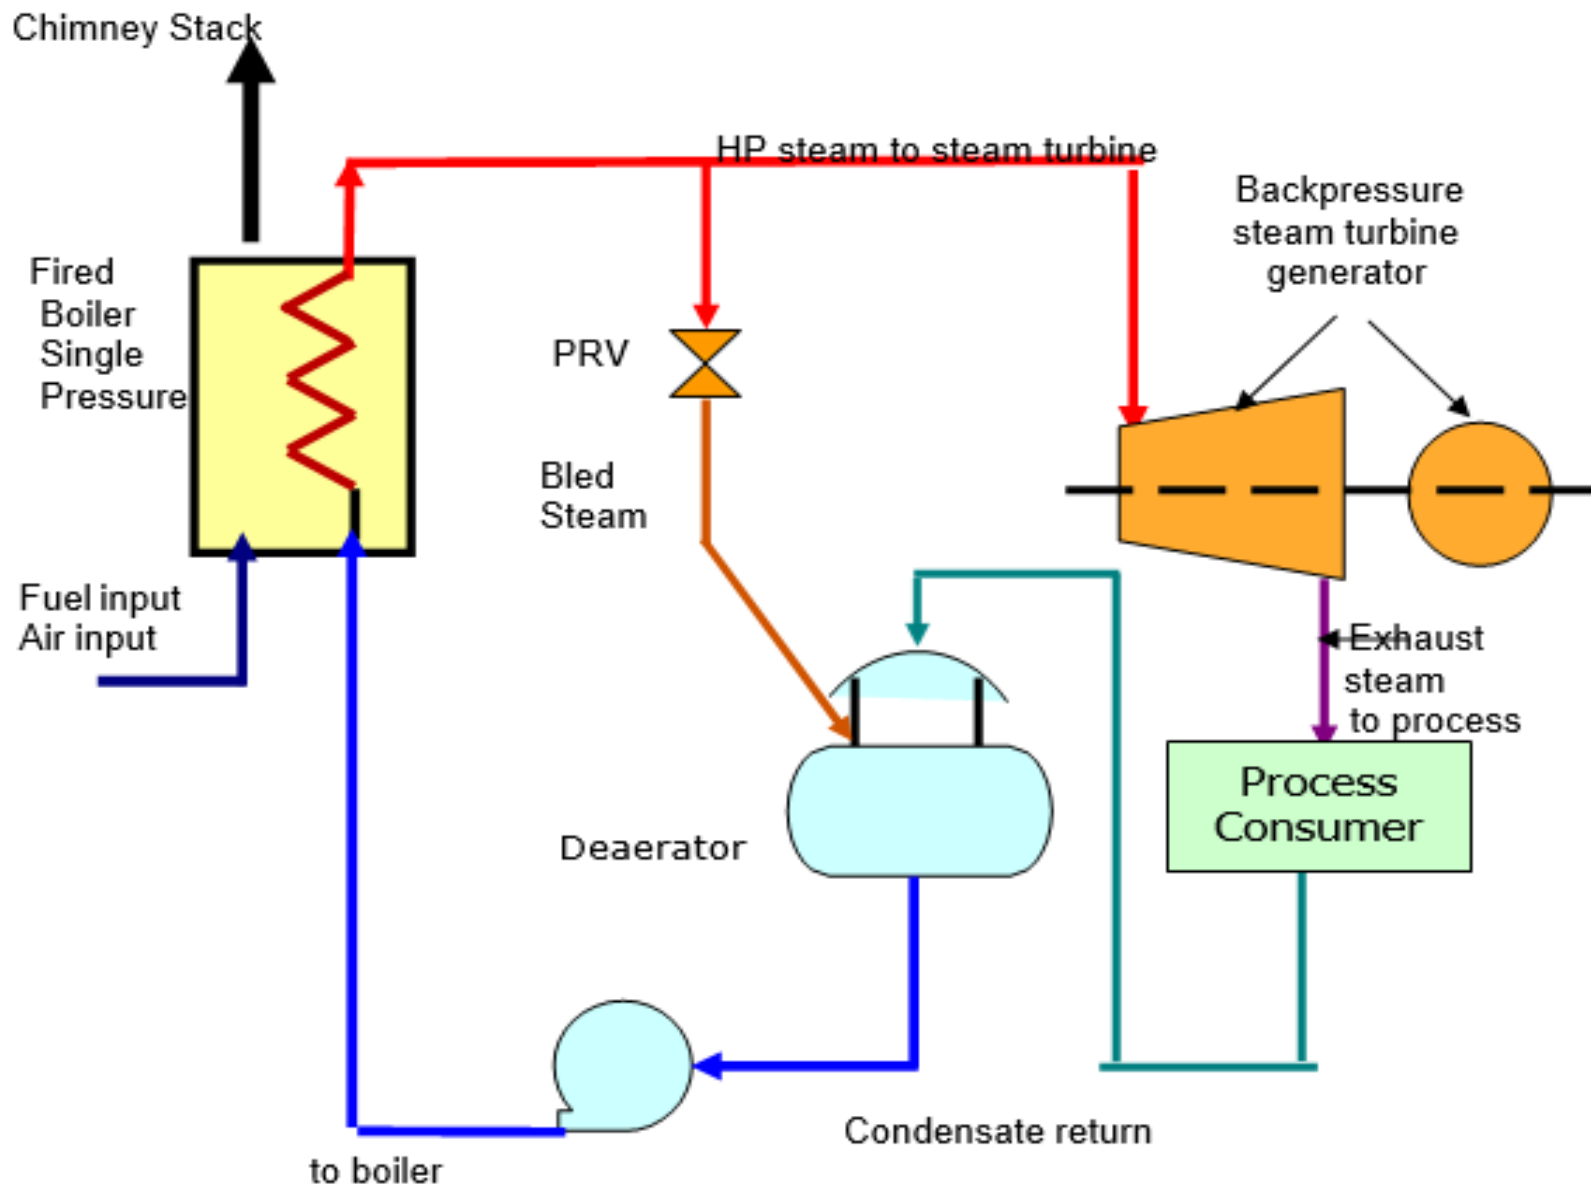 Chimney Stack
HP steam to steam turbine
Backpressure
steam turbine
generator
Fired
Boiler
Single
Pressure
PRV
Bled
Steam
Fuel input
Air input
Exhaust
steam
to process
Process
Consumer
Deaerator
Condensate return
to boiler